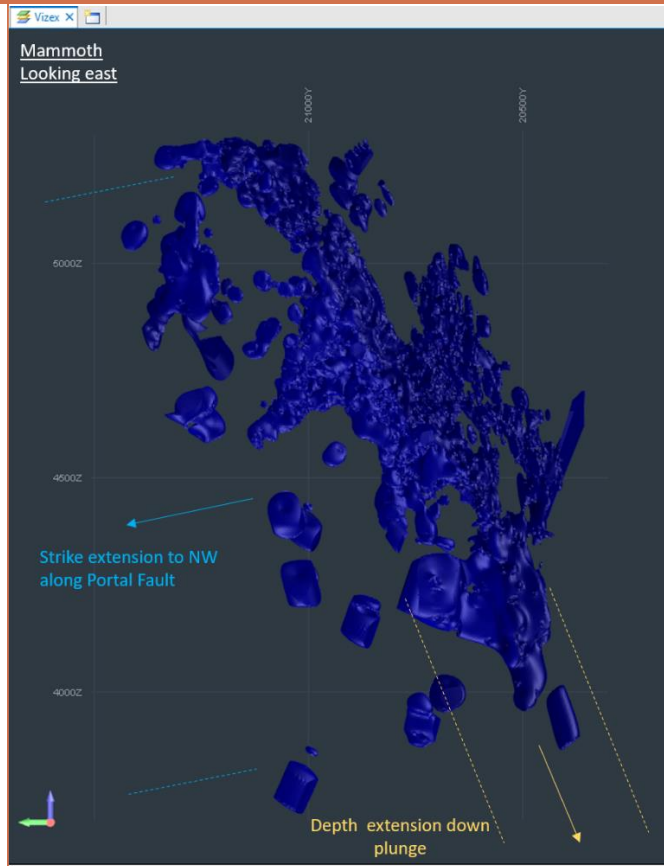 Vizex
Mammoth
Looking east
21000Y
20500Y
5000Z
4500Z
Strike extension to NW
along Portal Fault
4000Z
Depth extension down
plunge